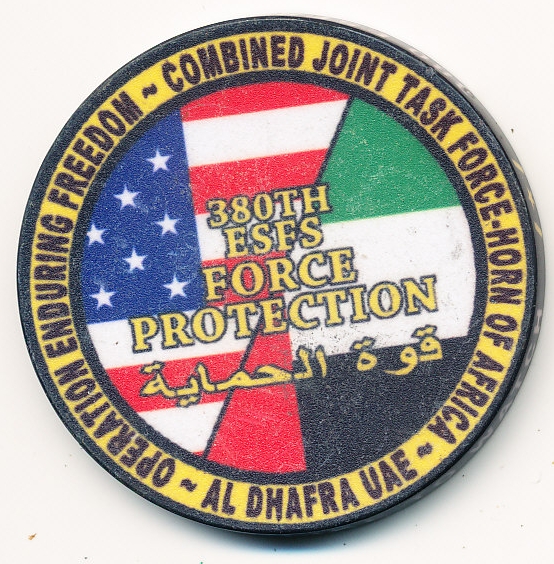 OPERATION ENDURING FREEDOM ~ COMBINED JOINT TASK FORCE-HORN OF AFRICA ~ AL DHAFRA UAE ~
380TH
ESFS
FORCE
PROTECTION
قوة الحماية